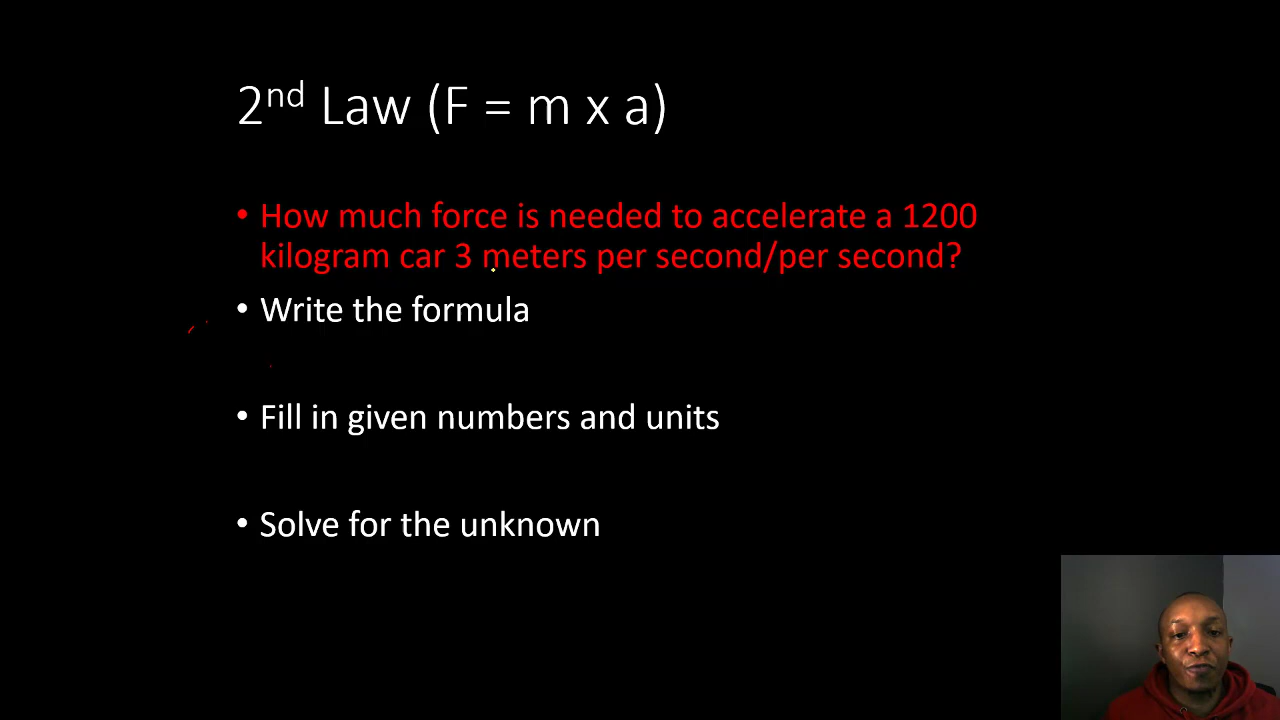 2nd Law (F = m x a)
• How much force is needed to accelerate a 1200
kilogram car 3 meters per second/per second?
• Write the formula
• Fill in given numbers and units
• Solve for the unknown